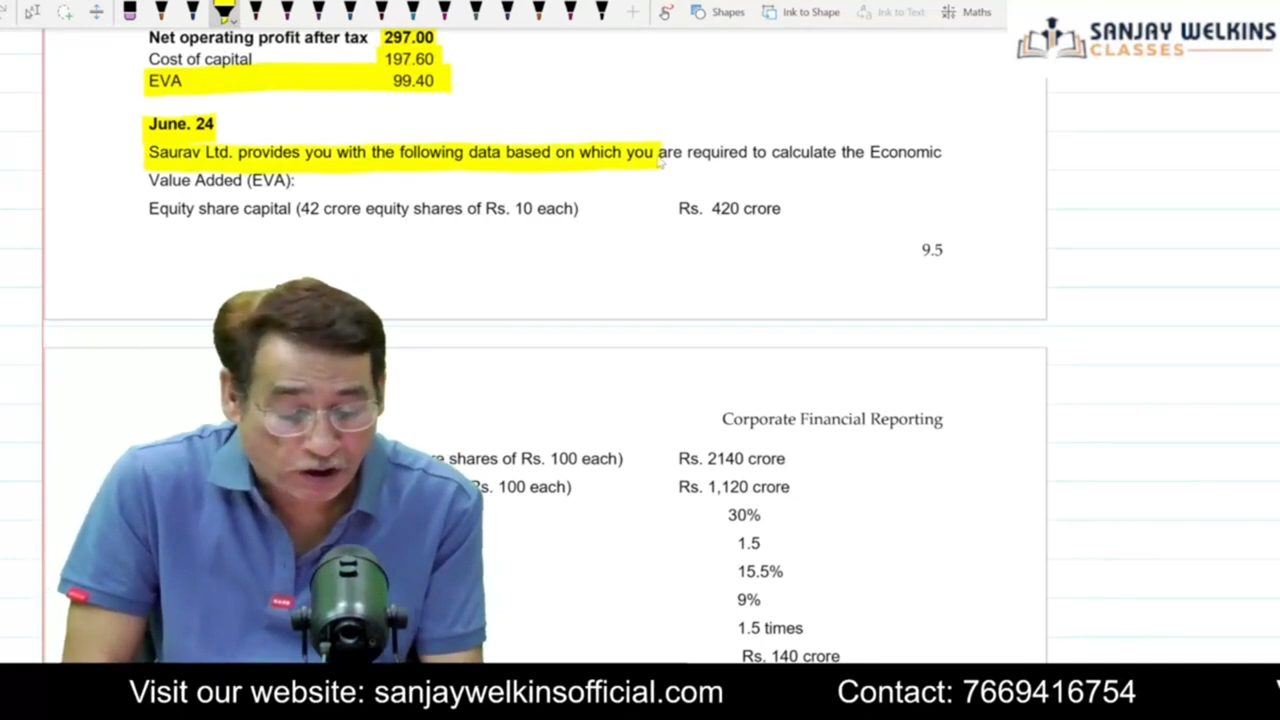 Shapes
Ink to Shape
Ink to Text
Maths
SANJAY WELKINS
CLASSES
Net operating profit after tax 297.00
Cost of capital 197.60
EVA 99.40
June. 24
Saurav Ltd. provides you with the following data based on which you are required to calculate the Economic
Value Added (EVA):
Equity share capital (42 crore equity shares of Rs. 10 each) Rs. 420 crore
9.5
Corporate Financial Reporting
shares of Rs. 100 each) Rs. 2140 crore
Rs. 100 each) Rs. 1,120 crore
30%
1.5
15.5%
9%
1.5 times
Rs. 140 crore
Visit our website: sanjaywelkinsofficial.com Contact: 7669416754